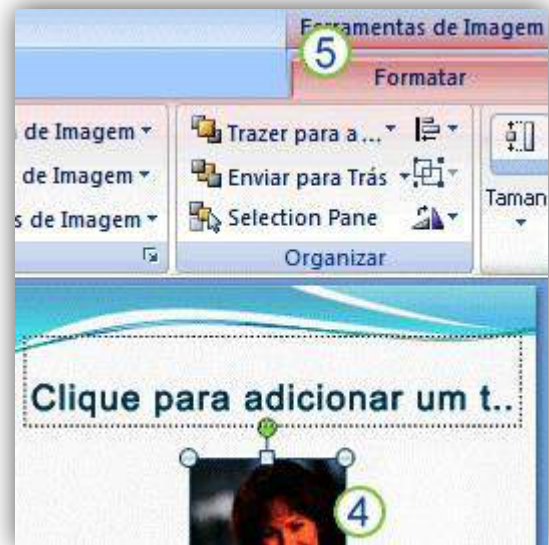 Ferramentas de Imagem
5
Formatar
de Imagem
Trazer para a ...
de Imagem
Enviar para Trás
s de Imagem
Selection Pane
Taman
Organizar
Clique para adicionar um t..
4